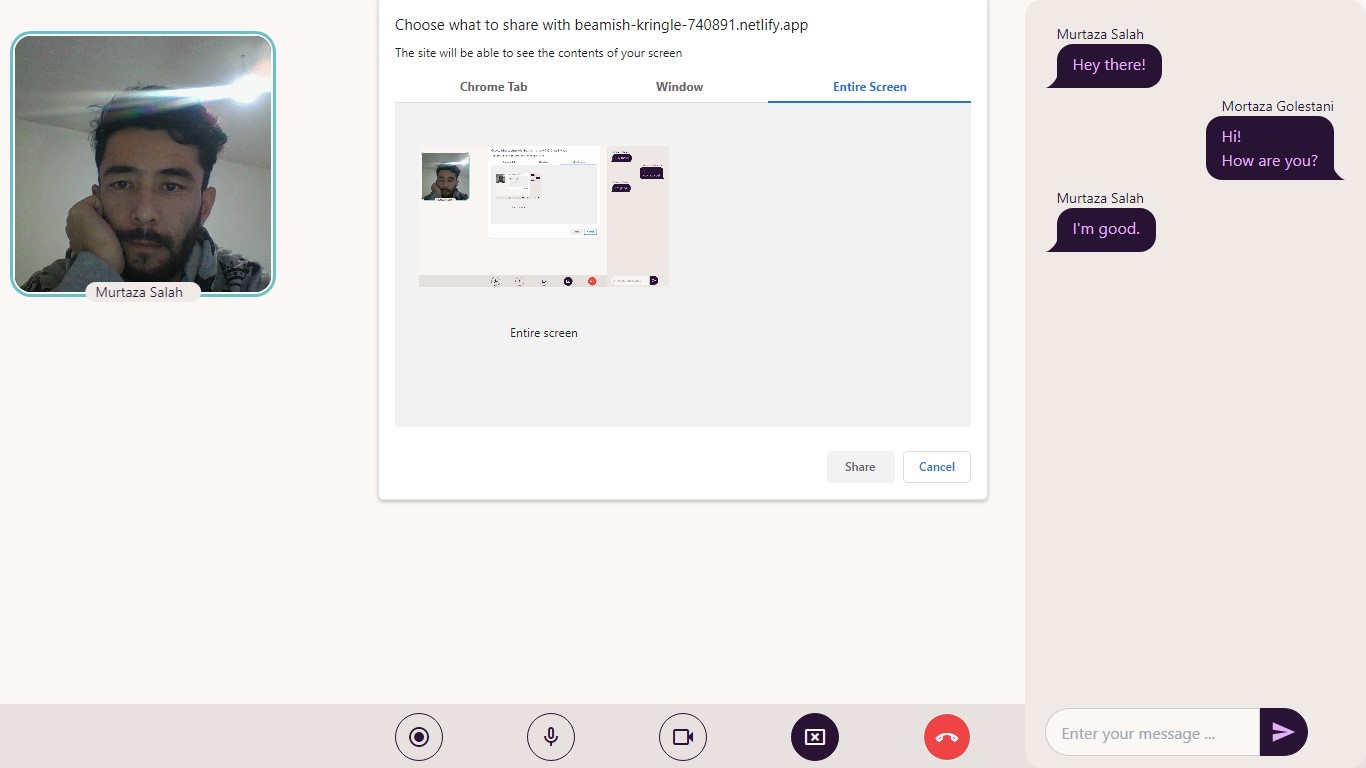 Murtaza Salah
Choose what to share with beamish-kringle-740891.netlify.app
The site will be able to see the contents of your screen
Chrome Tab
Window
Entire Screen
Entire screen
Share
Cancel
Murtaza Salah
Hey there!
Mortaza Golestani
Hi!
How are you?
Murtaza Salah
I'm good.
Enter your message ...